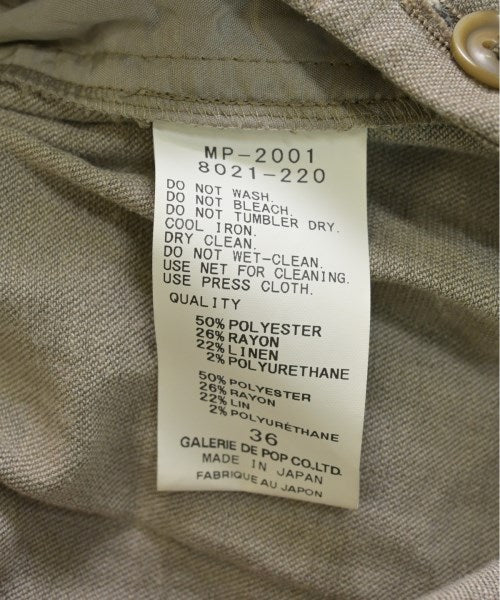 MP-2001
8021-220
DO NOT WASH.
DO NOT BLEACH.
DO NOT TUMBLER DRY.
COOL IRON.
DRY CLEAN.
DO NOT WET-CLEAN.
USE NET FOR CLEANING.
USE PRESS CLOTH.
QUALITY
50% POLYESTER
26% RAYON
22% LINEN
2% POLYURETHANE
50% POLYESTER
26% RAYON
22% LIN
2% POLYURÉTHANE
36
GALERIE DE POP CO.LTD.
MADE IN JAPAN
FABRIQUE AU JAPON